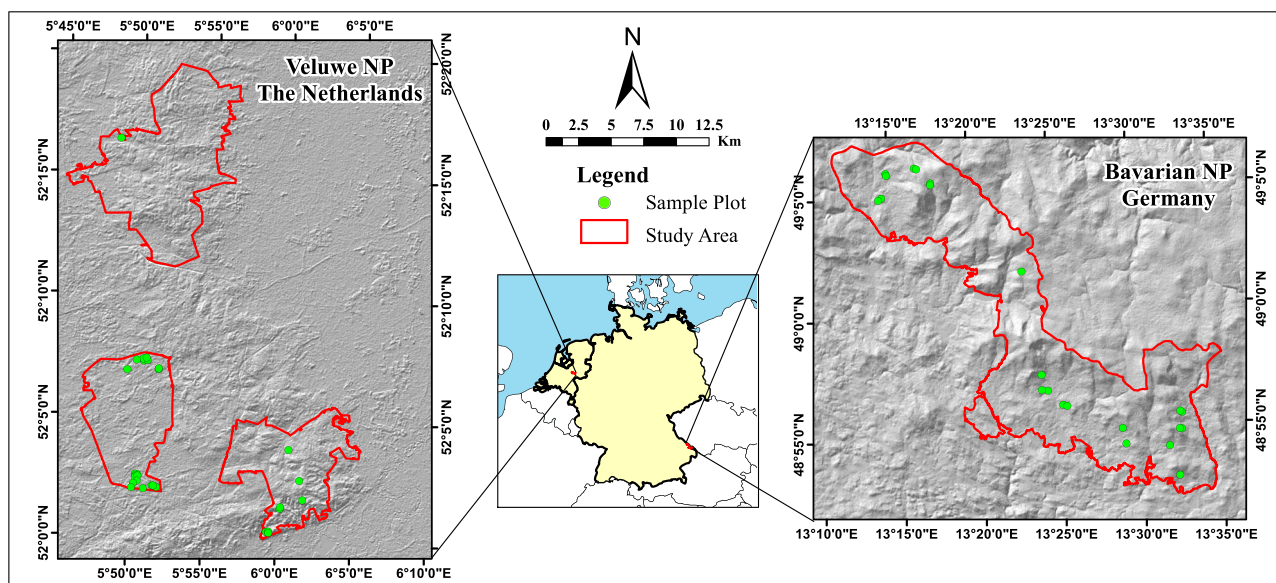 5°45'0"E 5°50'0"E 5°55'0"E 6°0'0"E 6°5'0"E
Veluwe NP
The Netherlands
52°20'0"N
52°15'0"N
52°10'0"N
52°5'0"N
52°15'0"N
52°10'0"N
52°5'0"N
52°0'0"N
5°50'0"E 5°55'0"E 6°0'0"E 6°5'0"E 6°10'0"E
N
0 2.5 5 7.5 10 12.5
Km
Legend
Sample Plot
Study Area
13°15'0"E 13°20'0"E 13°25'0"E 13°30'0"E 13°35'0"E
Bavarian NP
Germany
49°5'0"N
49°0'0"N
48°55'0"N
49°5'0"N
49°0'0"N
48°55'0"N
13°10'0"E 13°15'0"E 13°20'0"E 13°25'0"E 13°30'0"E 13°35'0"E